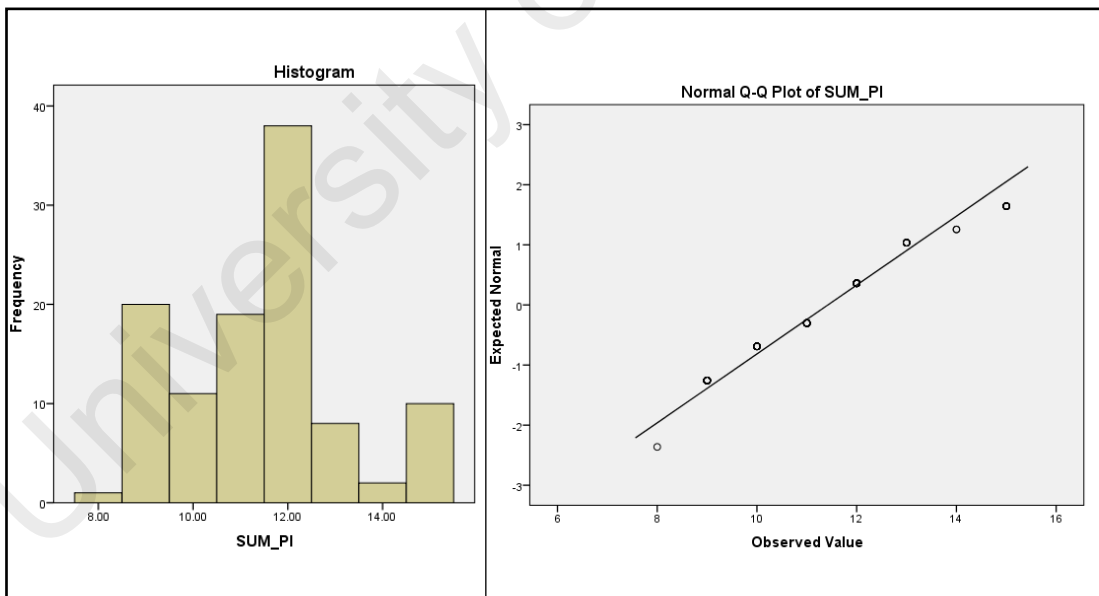 University
Histogram
Frequency
40
30
20
10
0
8.00 10.00 12.00 14.00
SUM_PI
Normal Q-Q Plot of SUM_PI
Expected Normal
3
2
1
0
-1
-2
-3
6 8 10 12 14 16
Observed Value